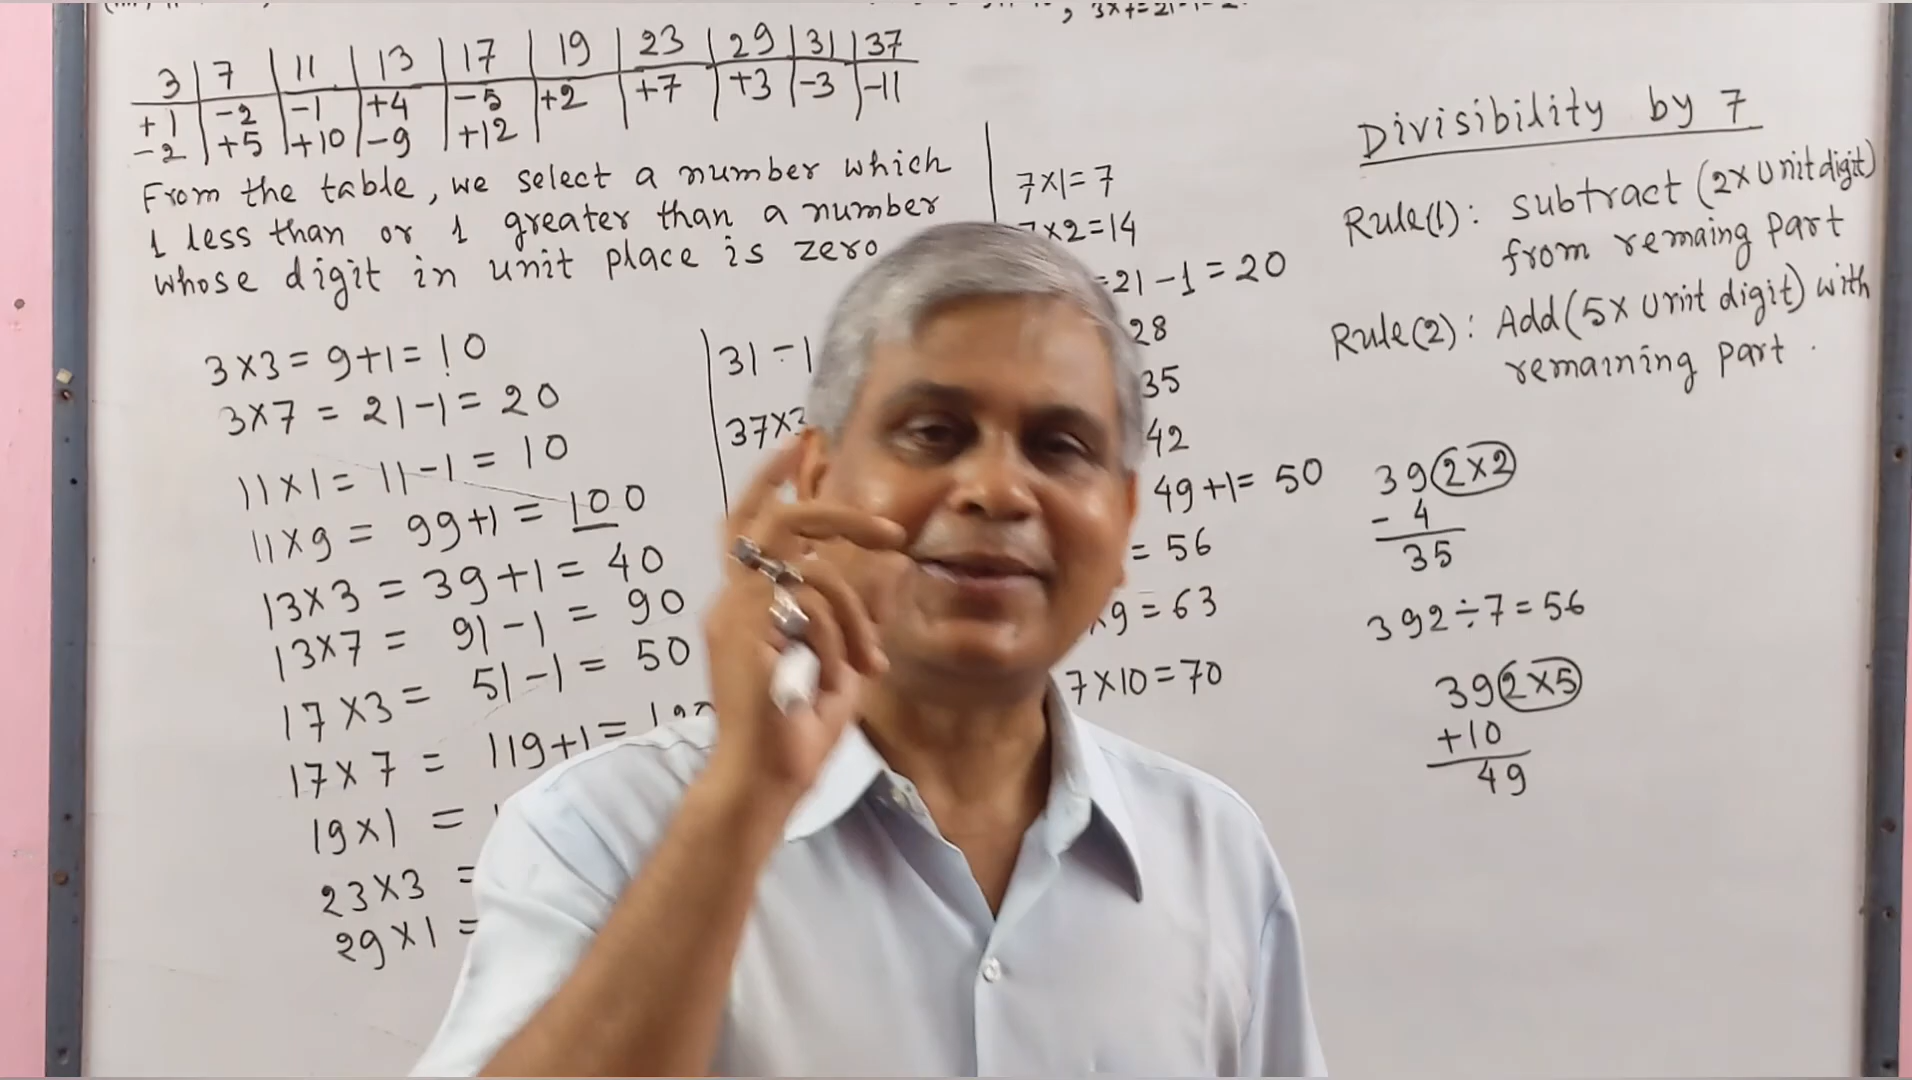 3 7 11 13 17 19 23 29 31 37
+1 -2 -1 +4 -5 +2 +7 +3 -3 -11
-2 +5 +10 -9 +12
From the table, we select a number which
1 less than or 1 greater than a number
whose digit in unit place is zero
3×3 = 9+1 = 10
3×7 = 21-1 = 20
11×1 = 11-1 = 10
11×9 = 99+1 = 100
13×3 = 39+1 = 40
13×7 = 91-1 = 90
17×3 = 51-1 = 50
17×7 = 119+1 =
19×1 =
23×3 =
29×1 =
31-1
37×3
7×1=7
7×2=14
=21-1=20
28
35
42
49+1= 50
= 56
×9=63
7×10=70
Divisibility by 7
Rule(1): subtract (2×Unit digit)
from remaing part
Rule(2): Add (5× Unit digit) with
remaining part.
39 2×2
- 4
35
392÷7=56
39 2×5
+10
49